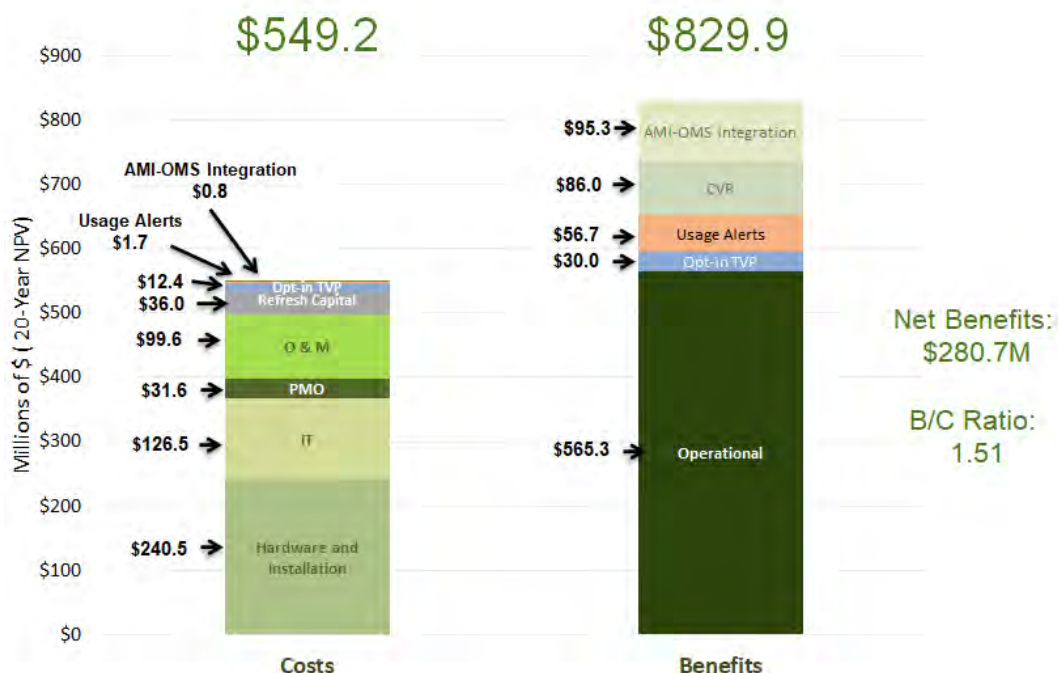 $549.2
$829.9
Millions of $ ( 20-Year NPV)
$900
$800
$700
$600
$500
$400
$300
$200
$100
$0
AMI-OMS Integration
$0.8
Usage Alerts
$1.7
$12.4
Opt-in TVP
$36.0
Refresh Capital
$99.6
O & M
$31.6
PMO
$126.5
IT
$240.5
Hardware and
Installation
Costs
$95.3
AMI-OMS Integration
$86.0
CVR
$56.7
Usage Alerts
$30.0
Opt-in TVP
$565.3
Operational
Benefits
Net Benefits:
$280.7M
B/C Ratio:
1.51